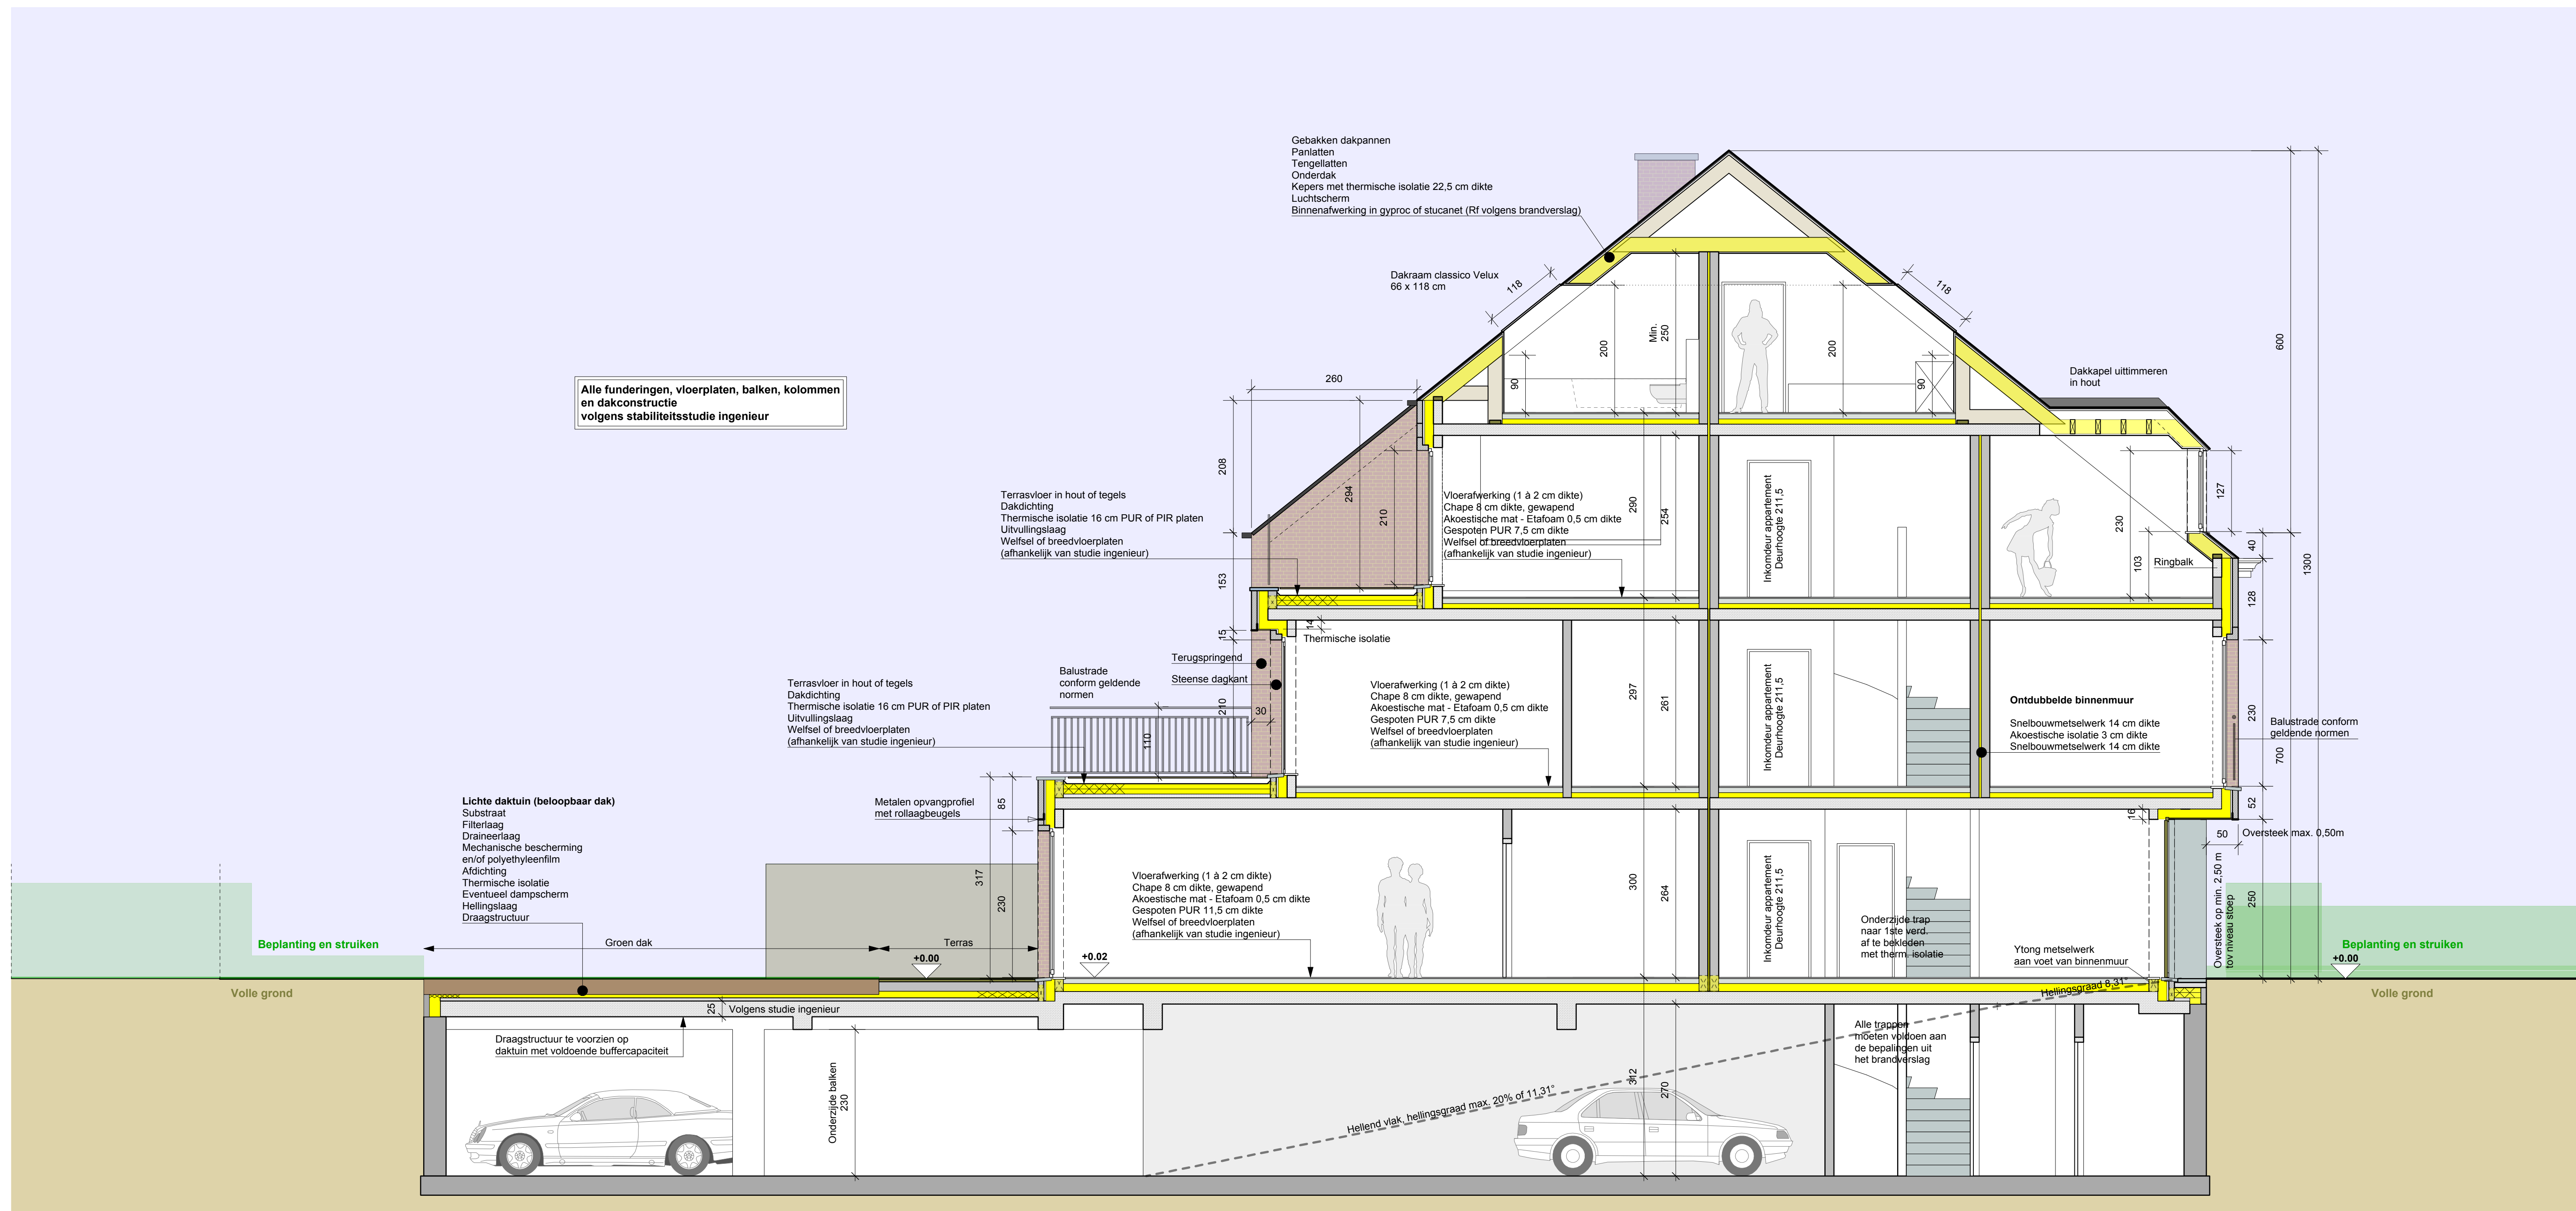 Gebakken dakpannen
Panlatten
Tengellatten
Onderdak
Kepers met thermische isolatie 22,5 cm dikte
Luchtscherm
Binnenafwerking in gyproc of stucanet (Rf volgens brandverslag)
Dakraam classico Velux
66 x 118 cm
118
118
200
Min.
250
200
90
90
600
1300
260
Dakkapel uittimmeren
in hout
Alle funderingen, vloerplaten, balken, kolommen
en dakconstructie
volgens stabiliteitsstudie ingenieur
208
294
210
153
Terrasvloer in hout of tegels
Dakdichting
Thermische isolatie 16 cm PUR of PIR platen
Uitvullingslaag
Welfsel of breedvloerplaten
(afhankelijk van studie ingenieur)
Vloerafwerking (1 à 2 cm dikte)
Chape 8 cm dikte, gewapend
Akoestische mat - Etafoam 0,5 cm dikte
Gespoten PUR 7,5 cm dikte
Welfsel of breedvloerplaten
(afhankelijk van studie ingenieur)
290
254
Inkomdeur appartement
Deurhoogte 211,5
230
127
103
Ringbalk
40
128
15
14
Thermische isolatie
Terugspringend
Steense dagkant
210
30
Balustrade
conform geldende
normen
110
Terrasvloer in hout of tegels
Dakdichting
Thermische isolatie 16 cm PUR of PIR platen
Uitvullingslaag
Welfsel of breedvloerplaten
(afhankelijk van studie ingenieur)
Vloerafwerking (1 à 2 cm dikte)
Chape 8 cm dikte, gewapend
Akoestische mat - Etafoam 0,5 cm dikte
Gespoten PUR 7,5 cm dikte
Welfsel of breedvloerplaten
(afhankelijk van studie ingenieur)
297
261
Inkomdeur appartement
Deurhoogte 211,5
Ontdubbelde binnenmuur
Snelbouwmetselwerk 14 cm dikte
Akoestische isolatie 3 cm dikte
Snelbouwmetselwerk 14 cm dikte
230
Balustrade conform
geldende normen
700
52
16
50
Oversteek max. 0,50m
Lichte daktuin (beloopbaar dak)
Substraat
Filterlaag
Draineerlaag
Mechanische bescherming
en/of polyethyleenfilm
Afdichting
Thermische isolatie
Eventueel dampscherm
Hellingslaag
Draagstructuur
Metalen opvangprofiel
met rollaagbeugels
85
317
230
Vloerafwerking (1 à 2 cm dikte)
Chape 8 cm dikte, gewapend
Akoestische mat - Etafoam 0,5 cm dikte
Gespoten PUR 11,5 cm dikte
Welfsel of breedvloerplaten
(afhankelijk van studie ingenieur)
300
264
Inkomdeur appartement
Deurhoogte 211,5
Onderzijde trap
naar 1ste verd.
af te bekleden
met therm. isolatie
Ytong metselwerk
aan voet van binnenmuur
Oversteek op min. 2,50 m
tov niveau stoep
250
Beplanting en struiken
Groen dak
Terras
+0.00
+0.02
Beplanting en struiken
+0.00
Volle grond
Volle grond
25
Volgens studie ingenieur
Hellingsgraad 8,31°
Draagstructuur te voorzien op
daktuin met voldoende buffercapaciteit
Onderzijde balken
230
Hellend vlak, hellingsgraad max. 20% of 11,31°
312
270
Alle trappen
moeten voldoen aan
de bepalingen uit
het brandverslag